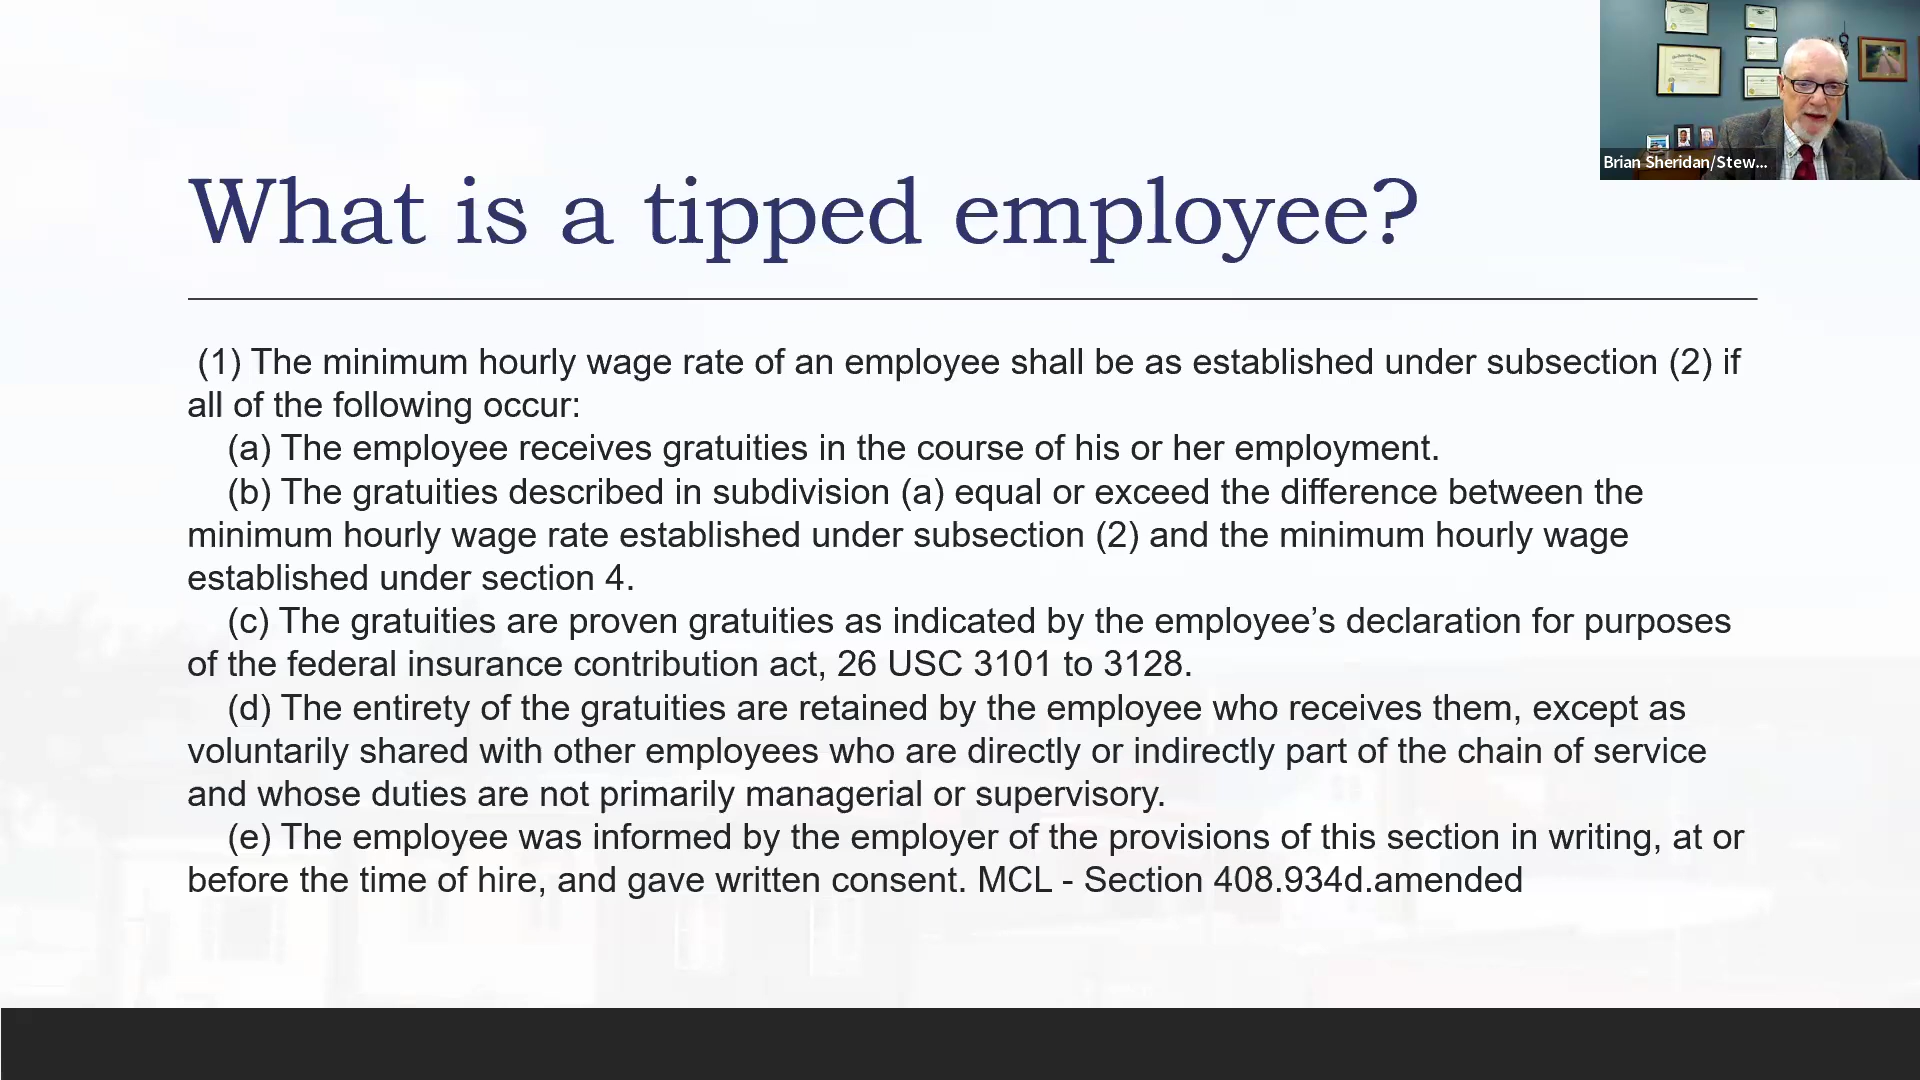 Brian Sheridan/Stew...
What is a tipped employee?
(1) The minimum hourly wage rate of an employee shall be as established under subsection (2) if
all of the following occur:
(a) The employee receives gratuities in the course of his or her employment.
(b) The gratuities described in subdivision (a) equal or exceed the difference between the
minimum hourly wage rate established under subsection (2) and the minimum hourly wage
established under section 4.
(c) The gratuities are proven gratuities as indicated by the employee’s declaration for purposes
of the federal insurance contribution act, 26 USC 3101 to 3128.
(d) The entirety of the gratuities are retained by the employee who receives them, except as
voluntarily shared with other employees who are directly or indirectly part of the chain of service
and whose duties are not primarily managerial or supervisory.
(e) The employee was informed by the employer of the provisions of this section in writing, at or
before the time of hire, and gave written consent. MCL - Section 408.934d.amended